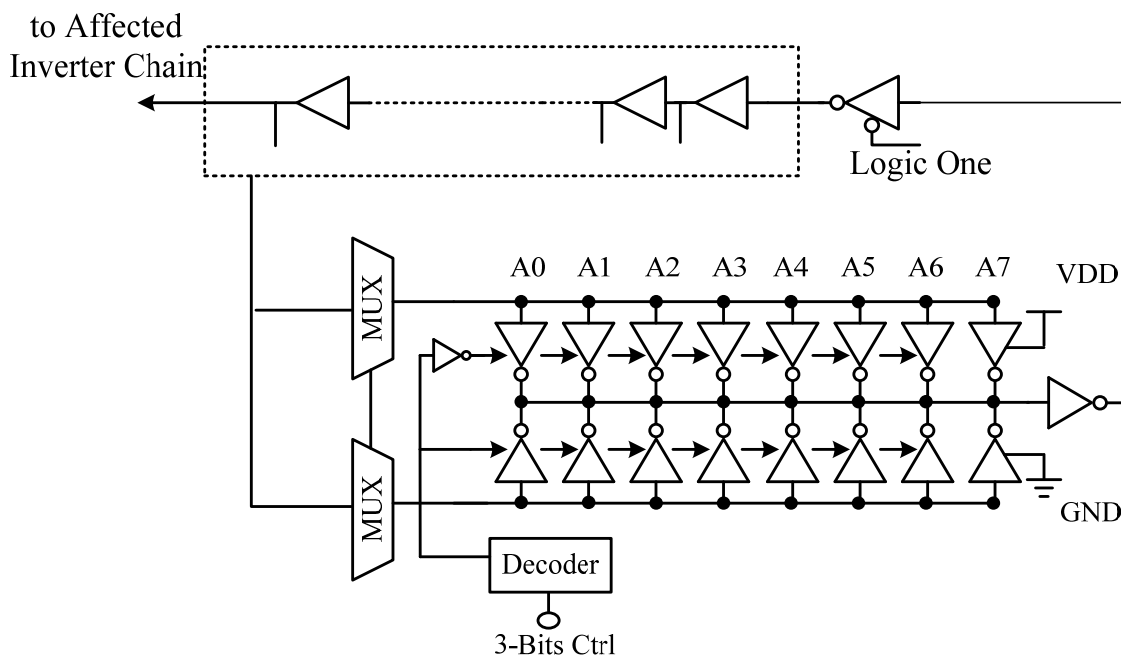 to Affected
Inverter Chain
Logic One
A0 A1 A2 A3 A4 A5 A6 A7
VDD
MUX
MUX
GND
Decoder
3-Bits Ctrl